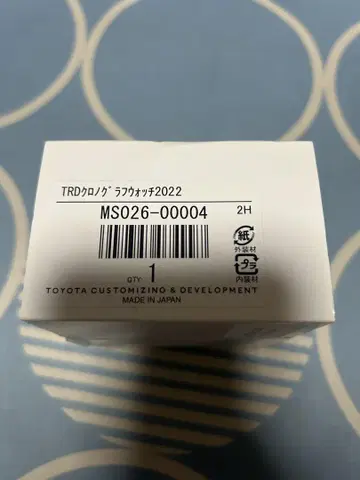 TRDｸﾛﾉｸﾞﾗﾌｳｫｯﾁ2022
MS026-00004
2H
紙
外装材
プラ
内装材
QTY 1
TOYOTA CUSTOMIZING & DEVELOPMENT
MADE IN JAPAN